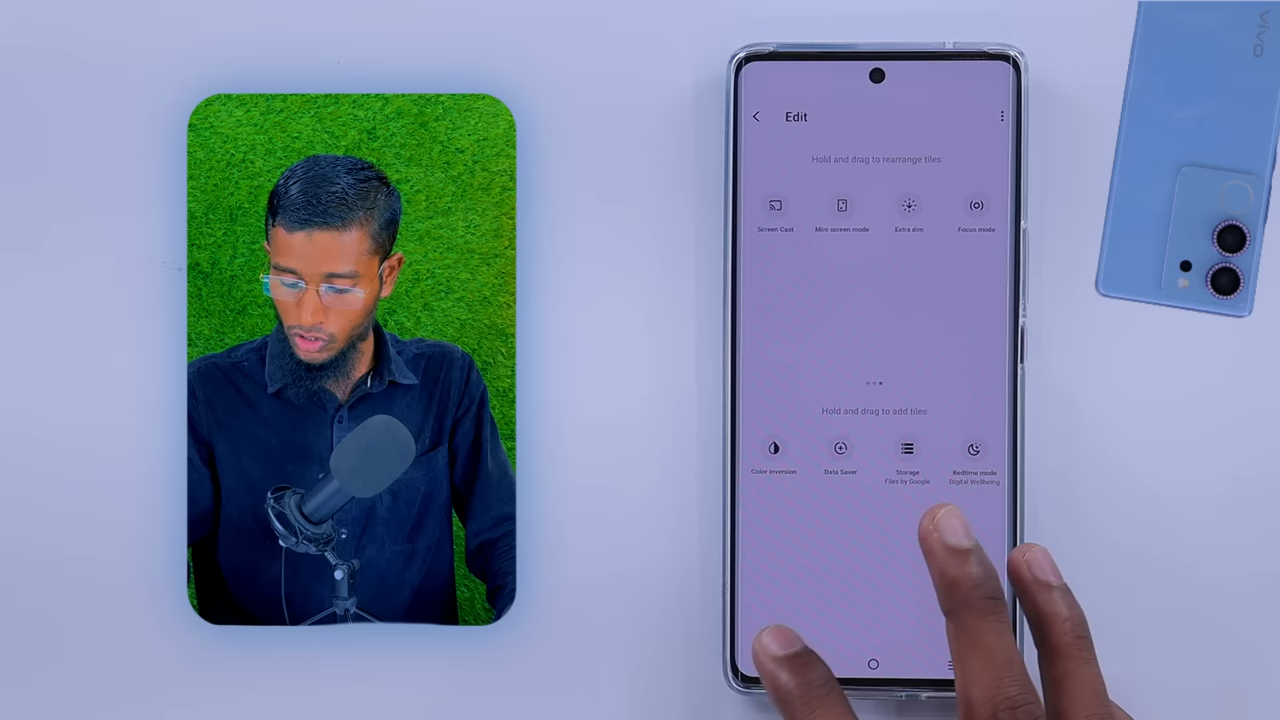 vivo
Edit
Hold and drag to rearrange tiles
Screen Cast
Mini screen mode
Extra dim
Focus mode
Hold and drag to add tiles
Color inversion
Data Saver
Storage
Files by Google
Bedtime mode
Digital Wellbeing